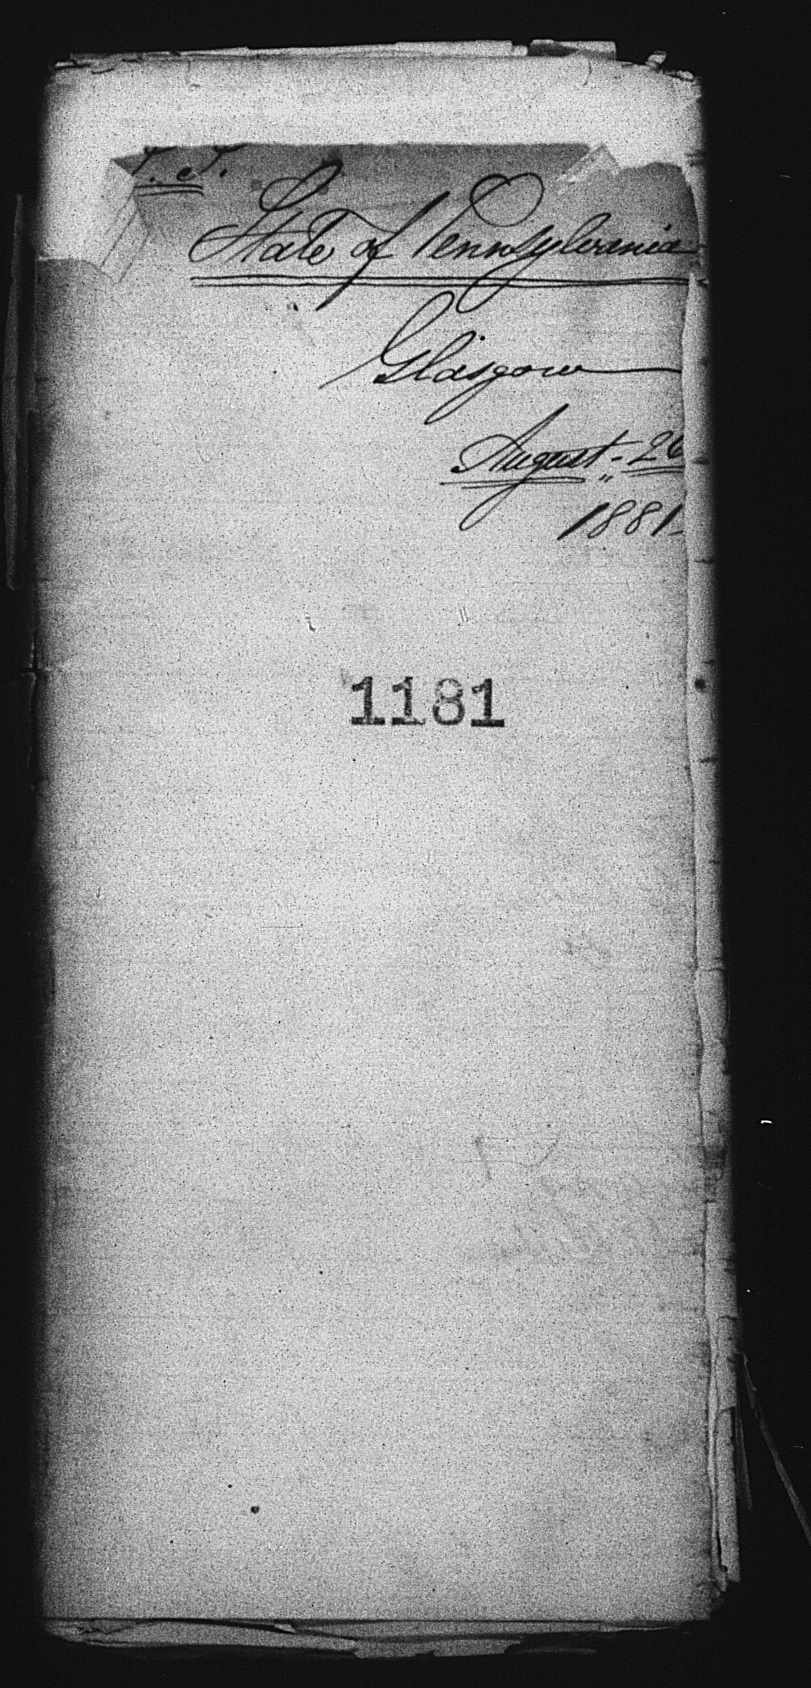 S. S.
State of Pennsylvania
Glasgow
August - 26
1881
1181